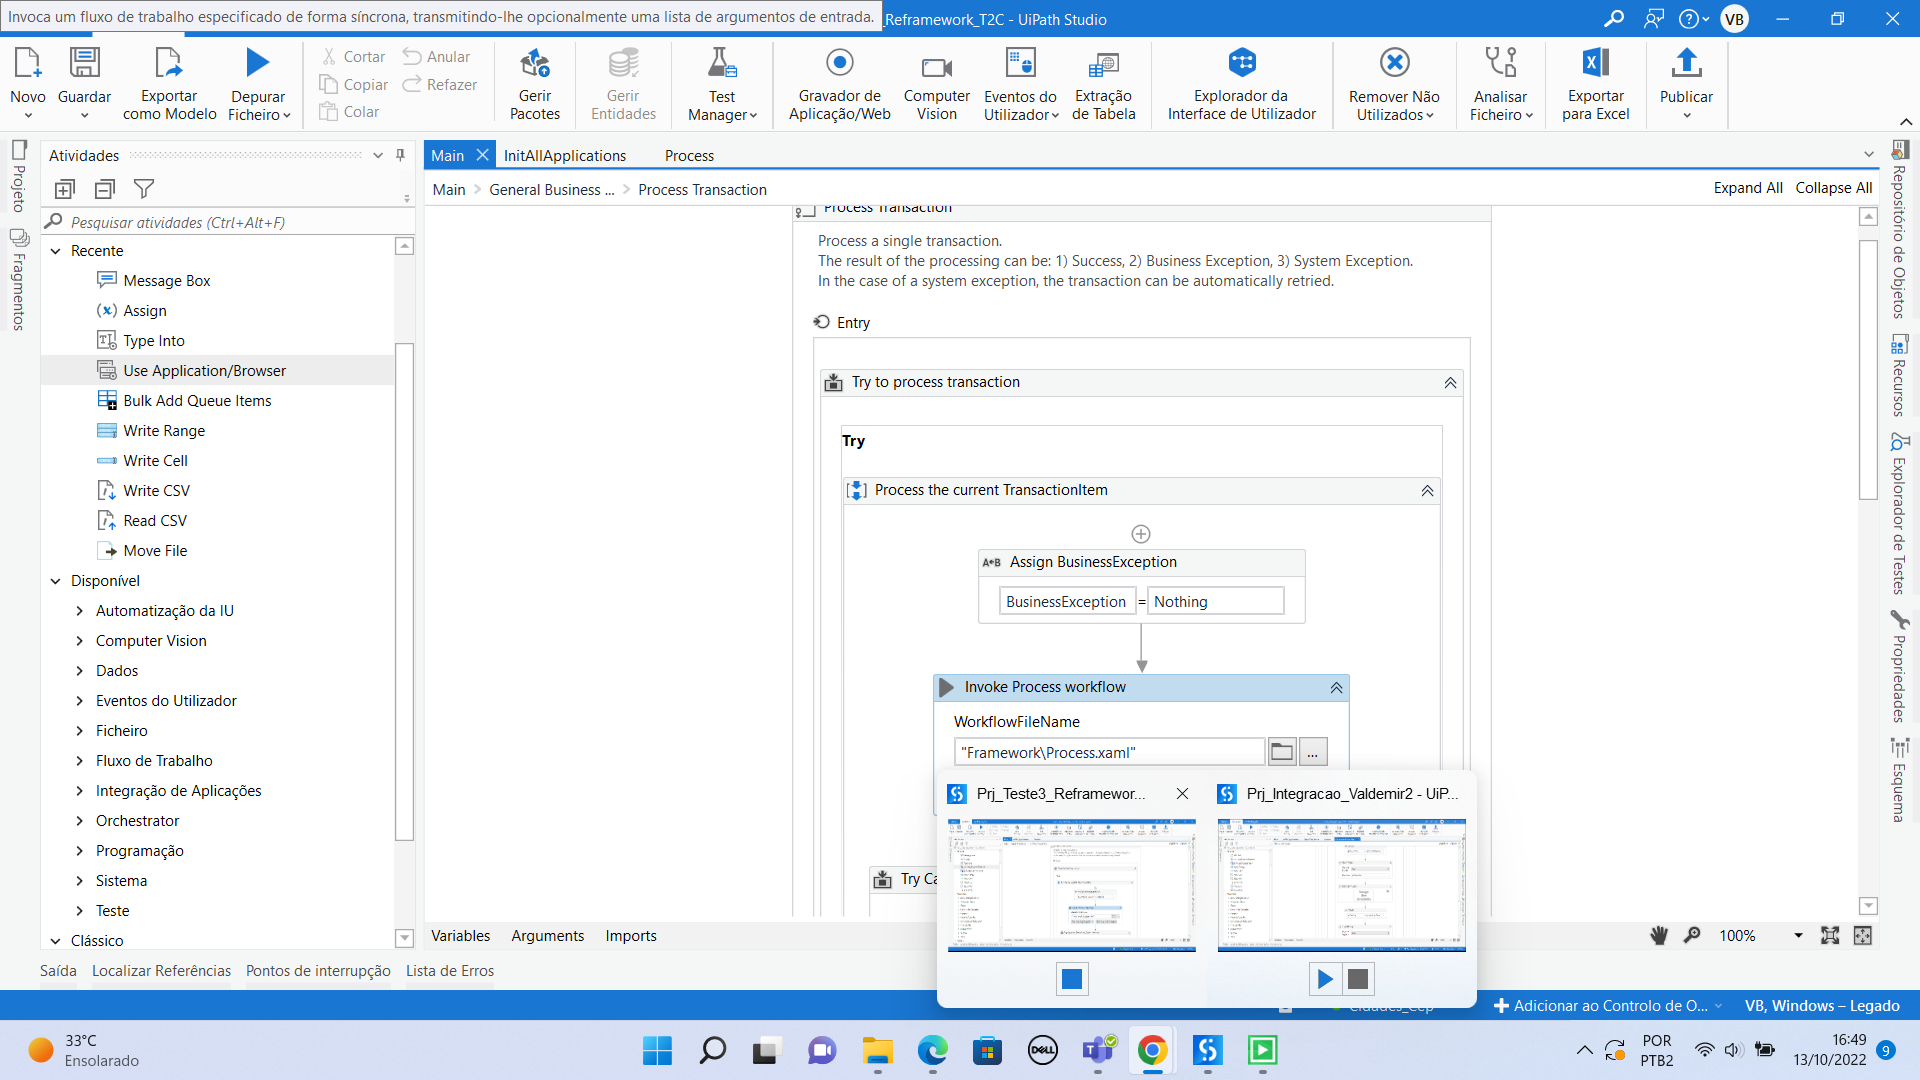 Invoca um fluxo de trabalho especificado de forma síncrona, transmitindo-lhe opcionalmente uma lista de argumentos de entrada.
_Reframework_T2C - UiPath Studio
VB
Novo
Guardar
Exportar
como Modelo
Depurar
Ficheiro
Cortar
Copiar
Colar
Anular
Refazer
Gerir
Pacotes
Gerir
Entidades
Test
Manager
Gravador de
Aplicação/Web
Computer
Vision
Eventos do
Utilizador
Extração
de Tabela
Explorador da
Interface de Utilizador
Remover Não
Utilizados
Analisar
Ficheiro
Exportar
para Excel
Publicar
Projeto
Fragmentos
Atividades
Pesquisar atividades (Ctrl+Alt+F)
Recente
Message Box
Assign
Type Into
Use Application/Browser
Bulk Add Queue Items
Write Range
Write Cell
Write CSV
Read CSV
Move File
Disponível
Automatização da IU
Computer Vision
Dados
Eventos do Utilizador
Ficheiro
Fluxo de Trabalho
Integração de Aplicações
Orchestrator
Programação
Sistema
Teste
Clássico
Main
InitAllApplications
Process
Main > General Business ... > Process Transaction
Expand All Collapse All
Process Transaction
Process a single transaction.
The result of the processing can be: 1) Success, 2) Business Exception, 3) System Exception.
In the case of a system exception, the transaction can be automatically retried.
Entry
Try to process transaction
Try
Process the current TransactionItem
A+B Assign BusinessException
BusinessException = Nothing
Invoke Process workflow
WorkflowFileName
"Framework\Process.xaml"
...
Try Ca
Prj_Teste3_Reframewor...
Prj_Integracao_Valdemir2 - UiP...
Variables Arguments Imports
100%
Repositório de Objetos
Recursos
Explorador de Testes
Propriedades
Esquema
Saída Localizar Referências Pontos de interrupção Lista de Erros
Cidades_Cep
Adicionar ao Controlo de O...
VB, Windows – Legado
33°C
Ensolarado
DELL
POR
PTB2
16:49
13/10/2022
9